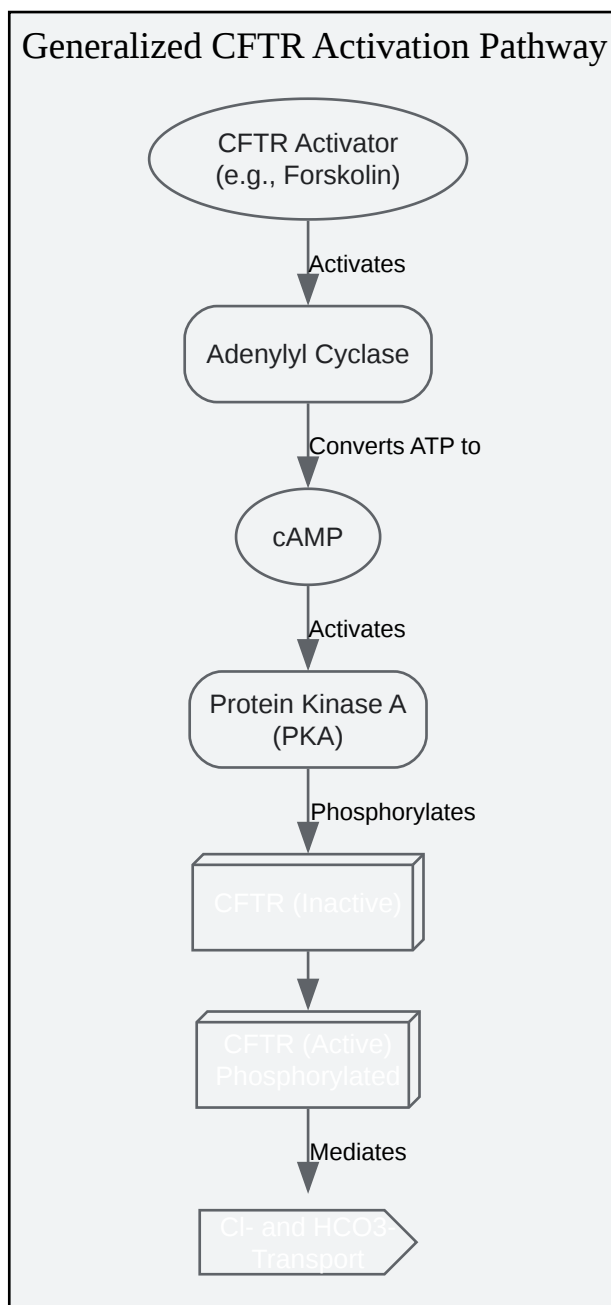 Generalized CFTR Activation Pathway
CFTR Activator
(e.g., Forskolin)
Activates
Adenylyl Cyclase
Converts ATP to
cAMP
Activates
Protein Kinase A
(PKA)
Phosphorylates
CFTR (Inactive)
CFTR (Active)
Phosphorylated
Mediates
Cl- and HCO3-
Transport